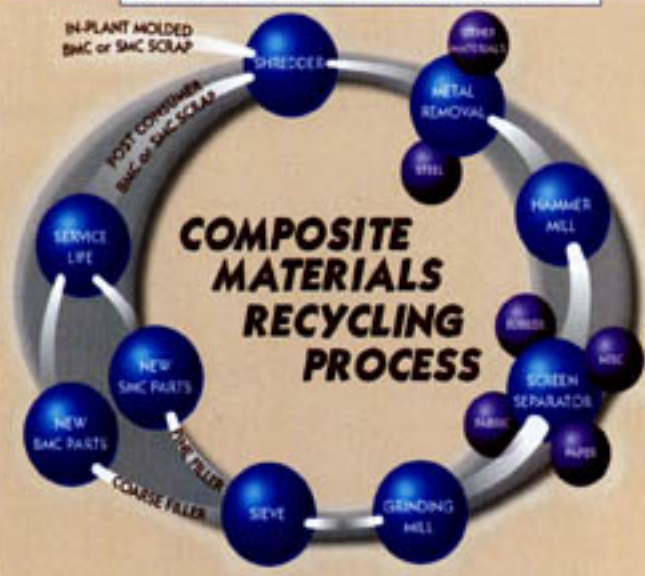 IN-PLANT MOLDED
BMC or SMC SCRAP
SHREDDER
OTHER
MATERIALS
METAL
REMOVAL
STEEL
POST CONSUMER
BMC or SMC SCRAP
HAMMER
MILL
SERVICE
LIFE
COMPOSITE
MATERIALS
RECYCLING
PROCESS
RUBBER
MISC
SCREEN
SEPARATOR
FABRIC
PAPER
NEW
SMC PARTS
NEW
BMC PARTS
FINE FILLER
COARSE FILLER
SIEVE
GRINDING
MILL